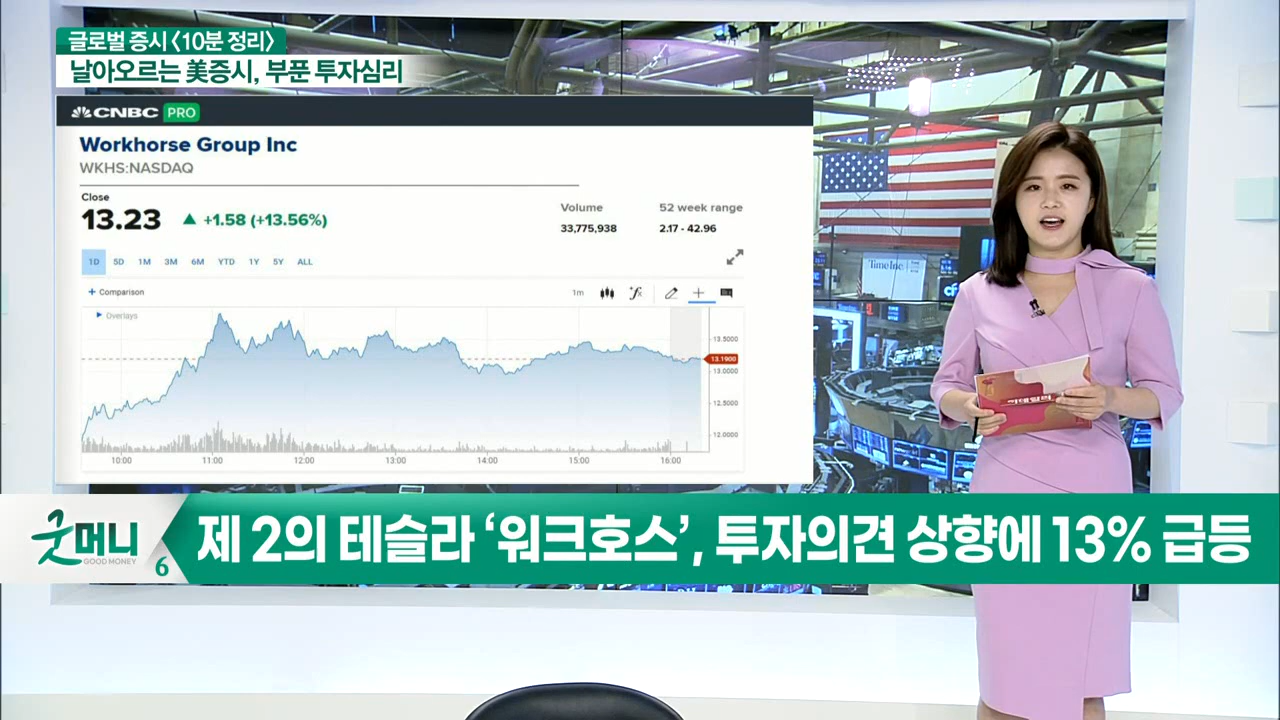 글로벌 증시 <10분 정리>
날아오르는 美증시, 부푼 투자심리
CNBC PRO
Workhorse Group Inc
WKHS:NASDAQ
Close
13.23 ▲ +1.58 (+13.56%)
Volume
33,775,938
52 week range
2.17 - 42.96
1D 5D 1M 3M 6M YTD 1Y 5Y ALL
+ Comparison
1m
Overlays
13.5000
13.1900
13.0000
12.5000
12.0000
10:00 11:00 12:00 13:00 14:00 15:00 16:00
Time Inc.
이데일리
굿머니
GOOD MONEY
6
제 2의 테슬라 ‘워크호스’, 투자의견 상향에 13% 급등